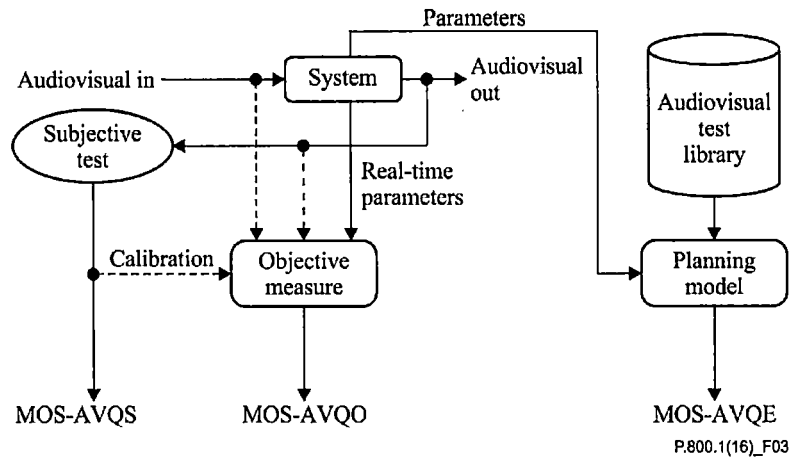 Parameters
Audiovisual in
System
Audiovisual
out
Audiovisual
test
library
Subjective
test
Real-time
parameters
Calibration
Objective
measure
Planning
model
MOS-AVQS
MOS-AVQO
MOS-AVQE
P.800.1(16)_F03